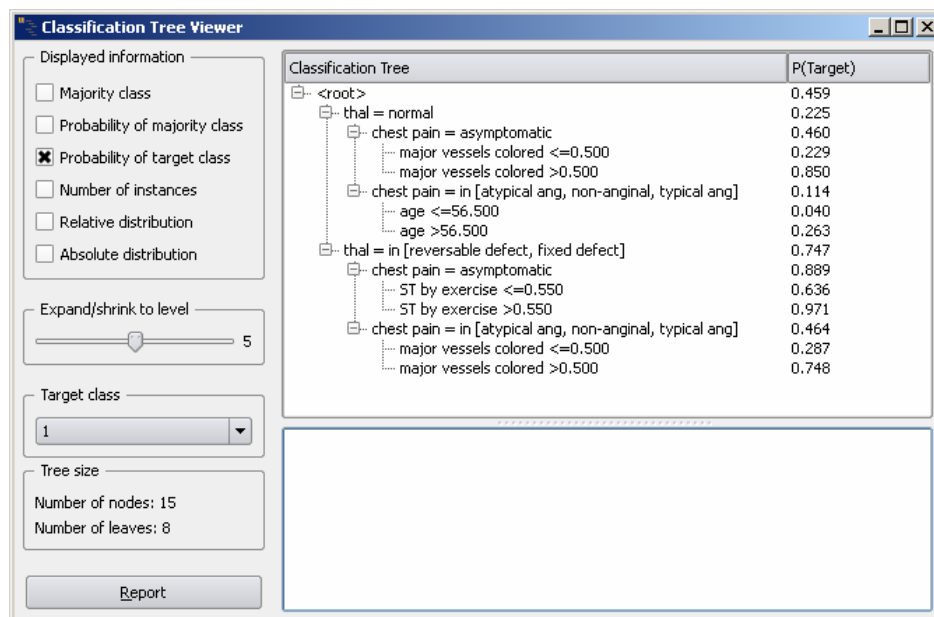 Classification Tree Viewer
Displayed information
Majority class
Probability of majority class
Probability of target class
Number of instances
Relative distribution
Absolute distribution
Expand/shrink to level
5
Target class
1
Tree size
Number of nodes: 15
Number of leaves: 8
Report
Classification Tree P(Target)
<root> 0.459
thal = normal 0.225
chest pain = asymptomatic 0.460
major vessels colored <=0.500 0.229
major vessels colored >0.500 0.850
chest pain = in [atypical ang, non-anginal, typical ang] 0.114
age <=56.500 0.040
age >56.500 0.263
thal = in [reversable defect, fixed defect] 0.747
chest pain = asymptomatic 0.889
ST by exercise <=0.550 0.636
ST by exercise >0.550 0.971
chest pain = in [atypical ang, non-anginal, typical ang] 0.464
major vessels colored <=0.500 0.287
major vessels colored >0.500 0.748